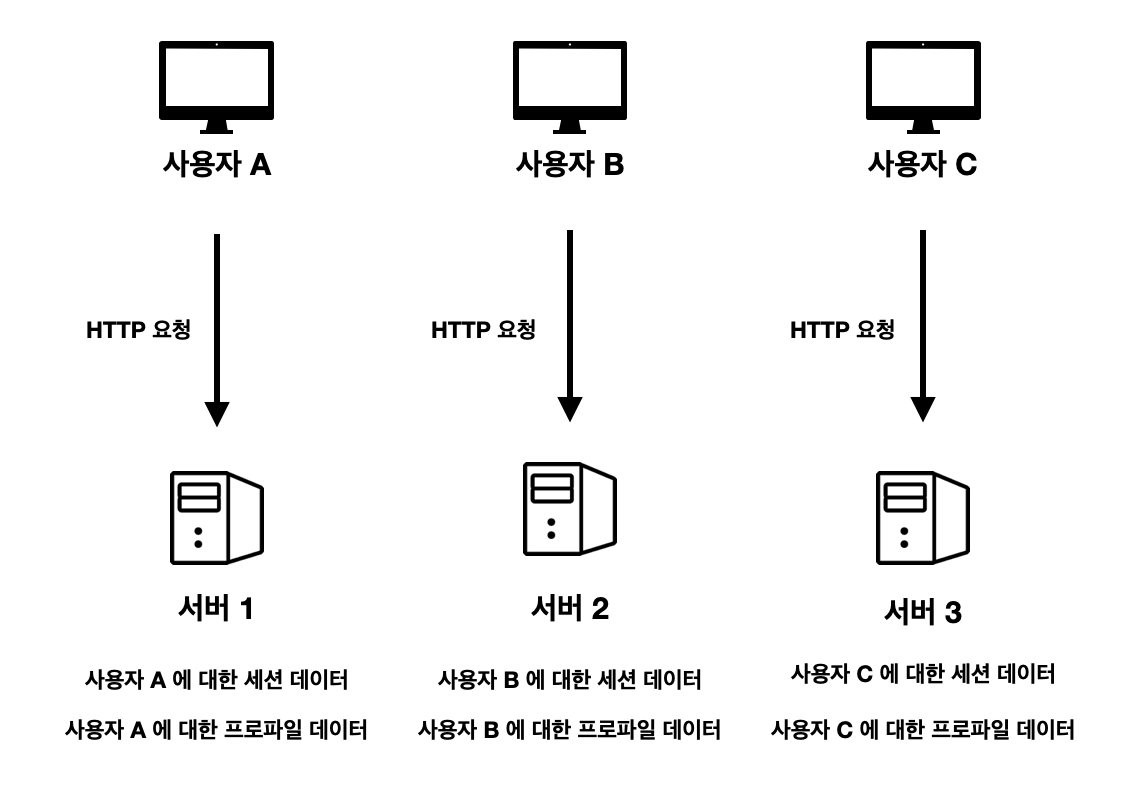 사용자 A
사용자 B
사용자 C
HTTP 요청
HTTP 요청
HTTP 요청
서버 1
서버 2
서버 3
사용자 A 에 대한 세션 데이터
사용자 B 에 대한 세션 데이터
사용자 C 에 대한 세션 데이터
사용자 A 에 대한 프로파일 데이터
사용자 B 에 대한 프로파일 데이터
사용자 C 에 대한 프로파일 데이터